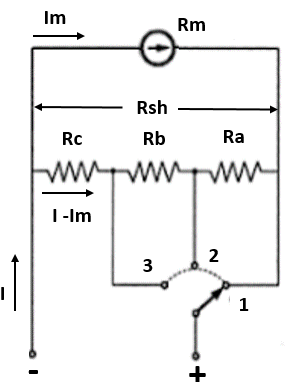 Im Rm
Rsh
Rc Rb Ra
I -Im
3 2 1
I
- +